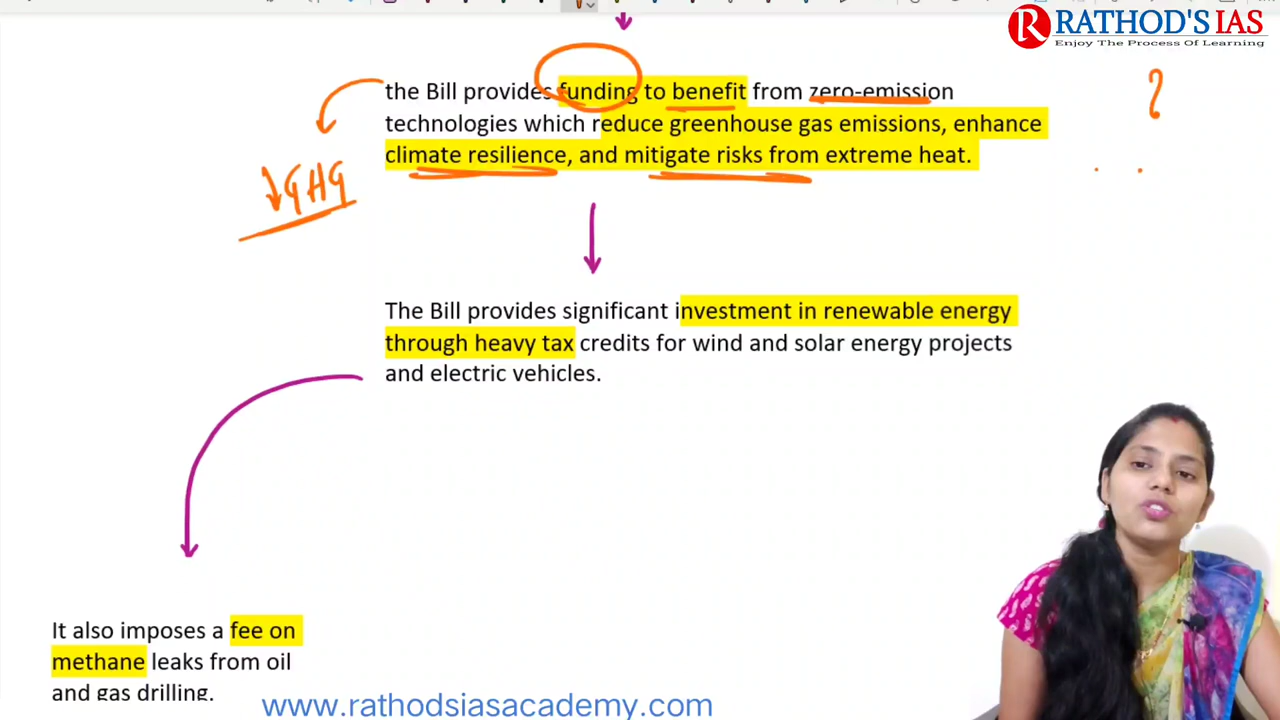 RATHOD'S IAS
Enjoy The Process Of Learning
the Bill provides funding to benefit from zero-emission
technologies which reduce greenhouse gas emissions, enhance
climate resilience, and mitigate risks from extreme heat.
?
↓GHG
The Bill provides significant investment in renewable energy
through heavy tax credits for wind and solar energy projects
and electric vehicles.
It also imposes a fee on
methane leaks from oil
and gas drilling.
www.rathodsiasacademy.com